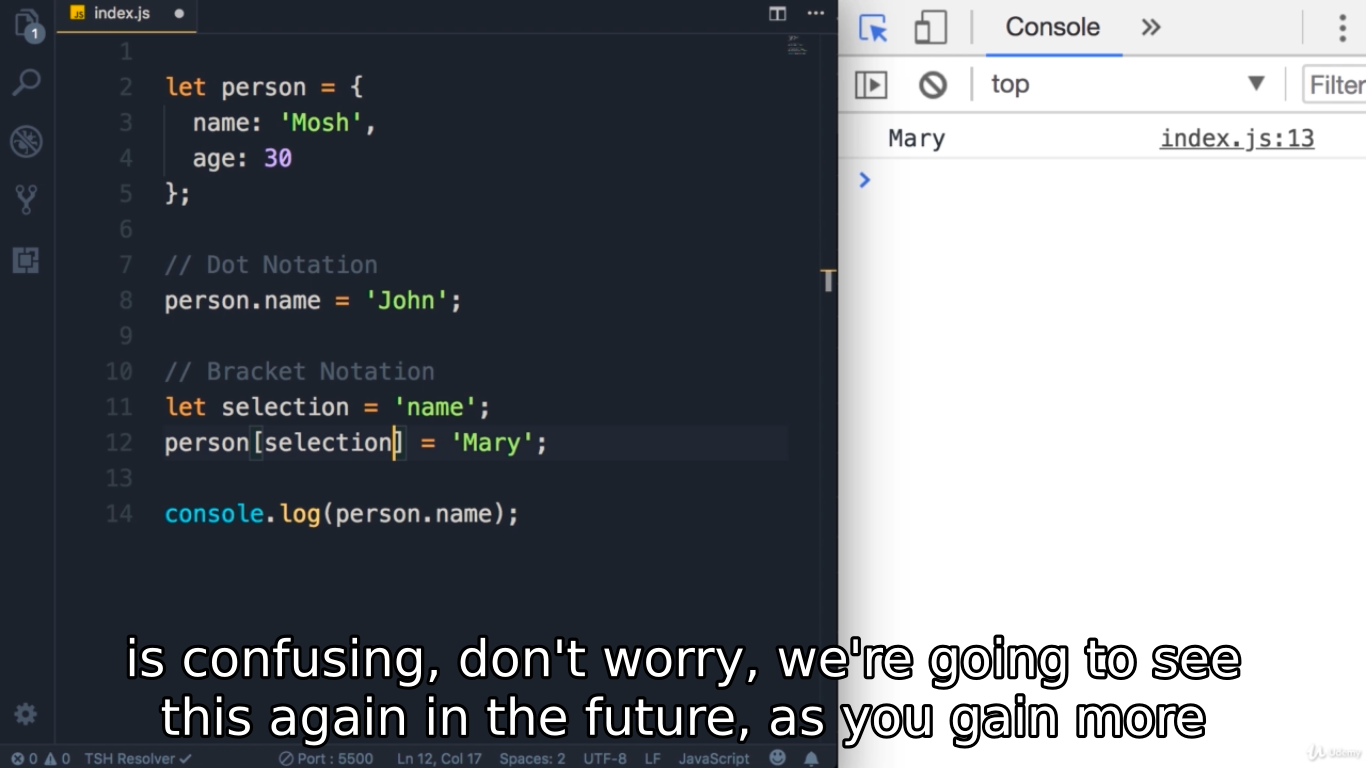 JS index.js
1
1
2 let person = {
3 name: 'Mosh',
4 age: 30
5 };
6
7 // Dot Notation
8 person.name = 'John';
9
10 // Bracket Notation
11 let selection = 'name';
12 person[selection] = 'Mary';
13
14 console.log(person.name);
Console
top
Filter
Mary index.js:13
is confusing, don't worry, we're going to see
this again in the future, as you gain more
0 0 TSH Resolver Port : 5500 Ln 12, Col 17 Spaces: 2 UTF-8 LF JavaScript
Udemy